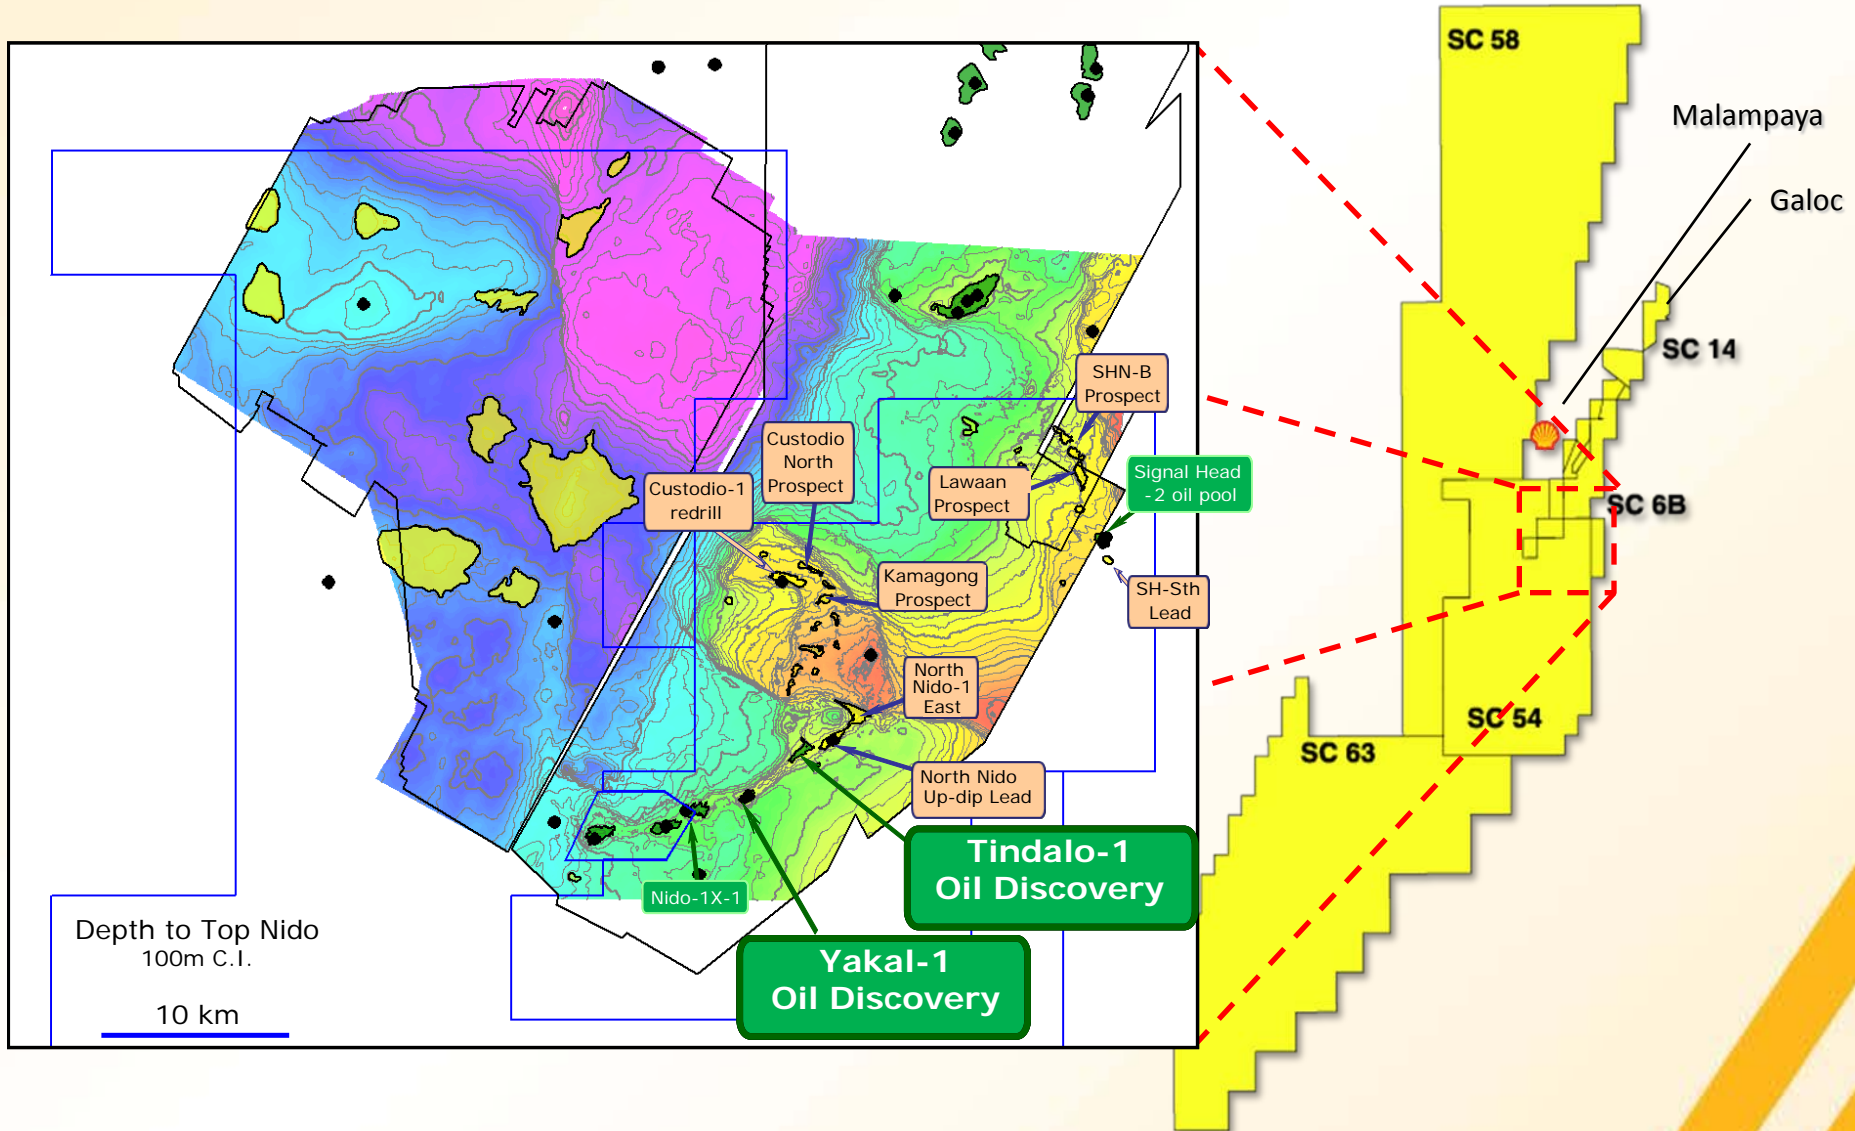 SC 58
Malampaya
Galoc
SC 14
SHN-B
Prospect
Custodio
North
Prospect
Signal Head
-2 oil pool
Custodio-1
redrill
Lawaan
Prospect
SC 6B
Kamagong
Prospect
SH-Sth
Lead
North
Nido-1
East
SC 54
SC 63
North Nido
Up-dip Lead
Tindalo-1
Oil Discovery
Nido-1X-1
Depth to Top Nido
100m C.I.
Yakal-1
Oil Discovery
10 km